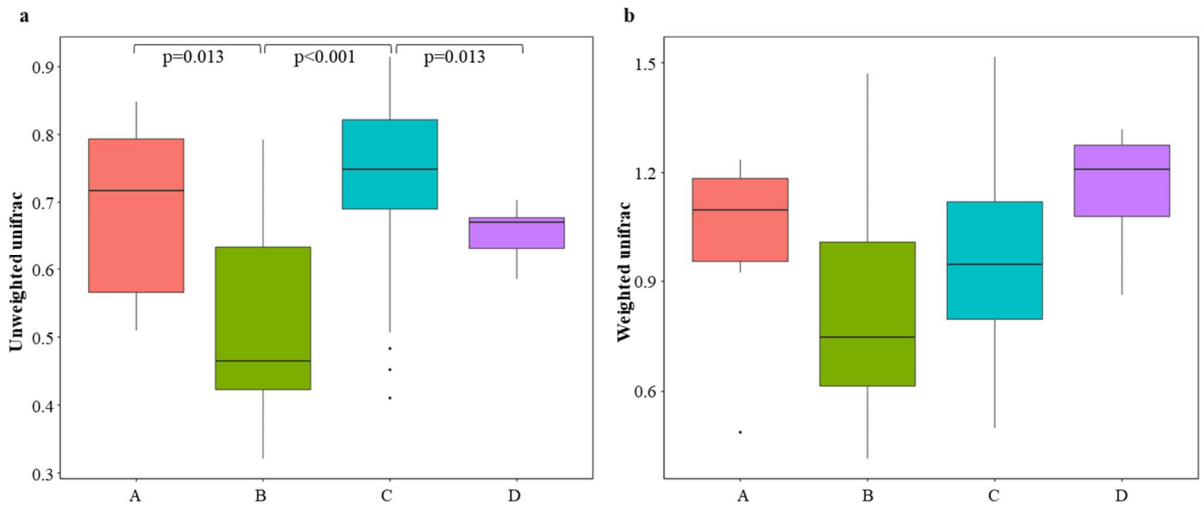 a
p=0.013 p<0.001 p=0.013
Unweighted unifrac
0.9
0.8
0.7
0.6
0.5
0.4
0.3
A B C D
b
Weighted unifrac
1.5
1.2
0.9
0.6
A B C D